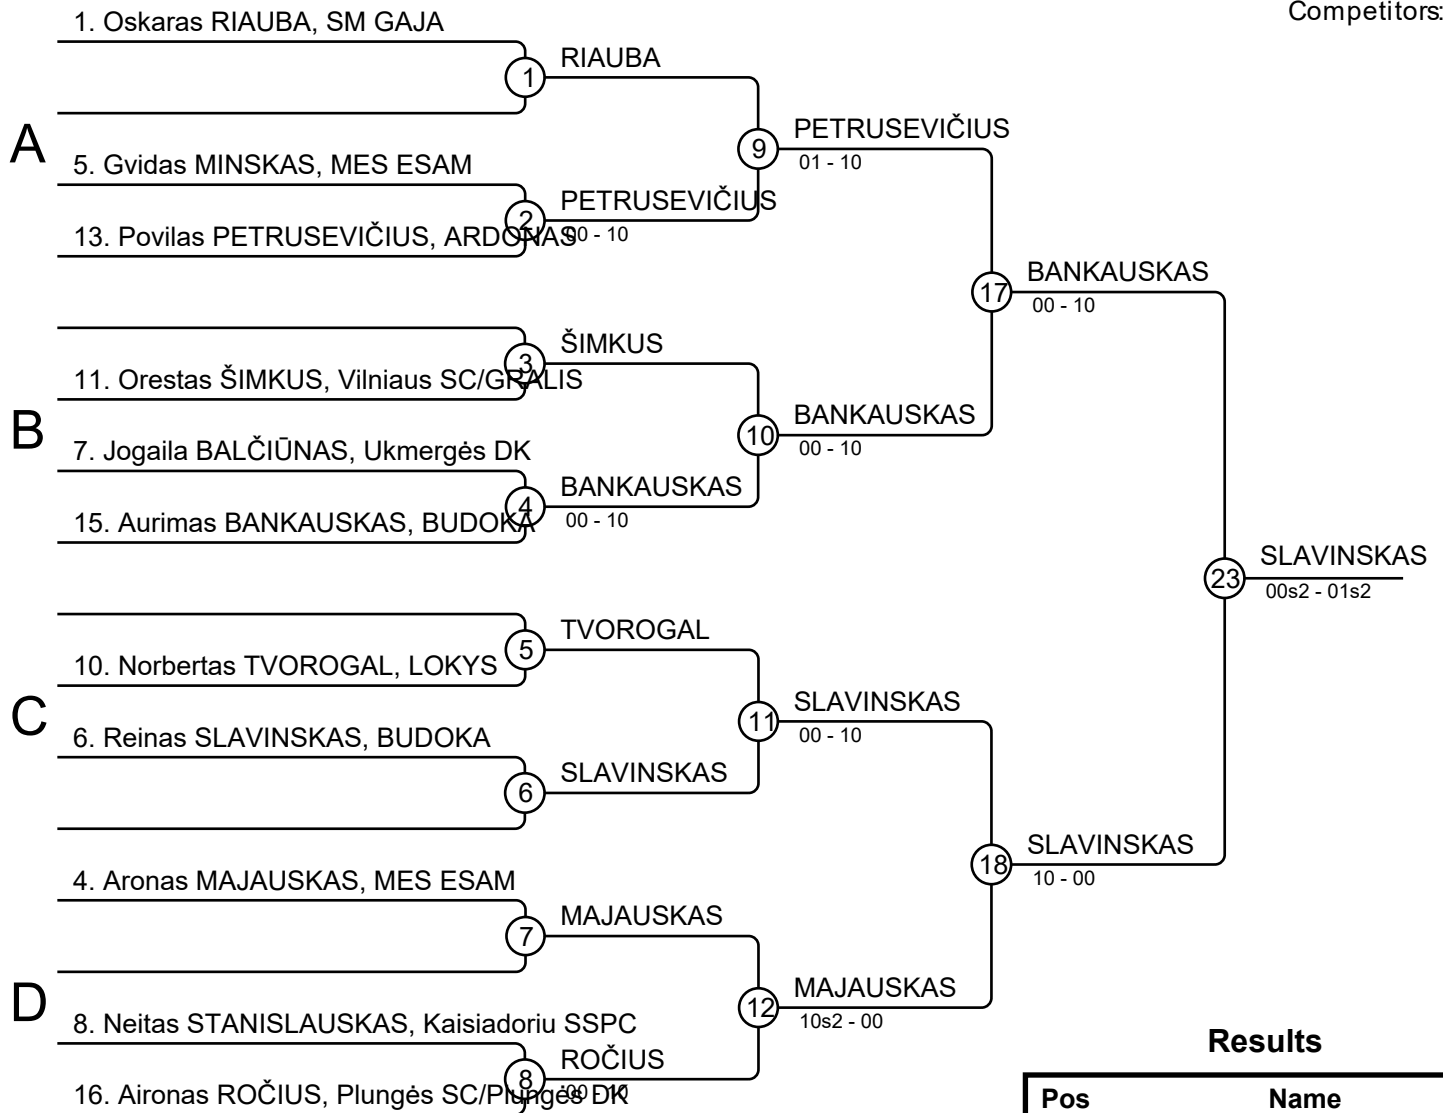 Competitors:
1. Oskaras RIAUBA, SM GAJA
1
RIAUBA
A
5. Gvidas MINSKAS, MES ESAM
13. Povilas PETRUSEVIČIUS, ARDONAS
2
PETRUSEVIČIUS
00 - 10
9
PETRUSEVIČIUS
01 - 10
B
3
11. Orestas ŠIMKUS, Vilniaus SC/GRALIS
ŠIMKUS
7. Jogaila BALČIŪNAS, Ukmergės DK
15. Aurimas BANKAUSKAS, BUDOKA
4
BANKAUSKAS
00 - 10
10
BANKAUSKAS
00 - 10
17
BANKAUSKAS
00 - 10
C
10. Norbertas TVOROGAL, LOKYS
5
TVOROGAL
6. Reinas SLAVINSKAS, BUDOKA
6
SLAVINSKAS
11
SLAVINSKAS
00 - 10
D
4. Aronas MAJAUSKAS, MES ESAM
7
MAJAUSKAS
8. Neitas STANISLAUSKAS, Kaisiadoriu SSPC
16. Aironas ROČIUS, Plungės SC/Plungės DK
8
ROČIUS
00 - 10
12
MAJAUSKAS
10s2 - 00
18
SLAVINSKAS
10 - 00
23
SLAVINSKAS
00s2 - 01s2
Results
Pos Name